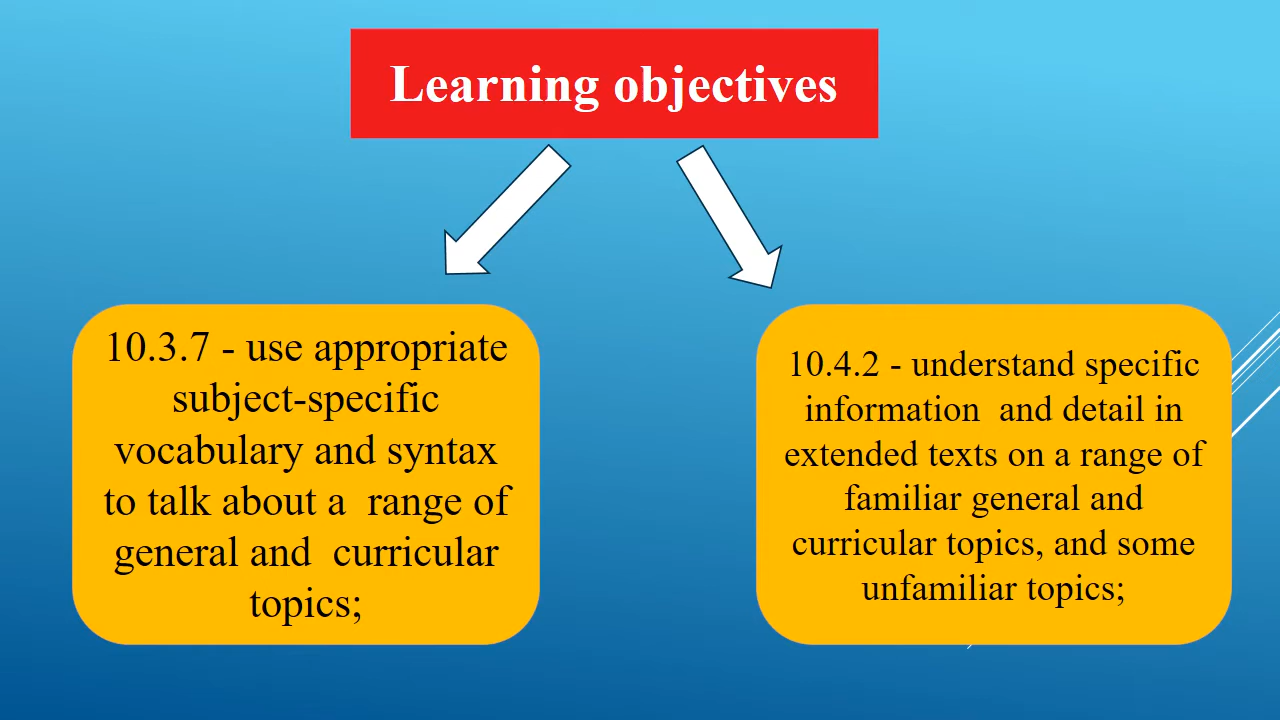 Learning objectives
10.3.7 - use appropriate
subject-specific
vocabulary and syntax
to talk about a  range of
general and  curricular
topics;
10.4.2 - understand specific
information  and detail in
extended texts on a range of
familiar general and
curricular topics, and some
unfamiliar topics;